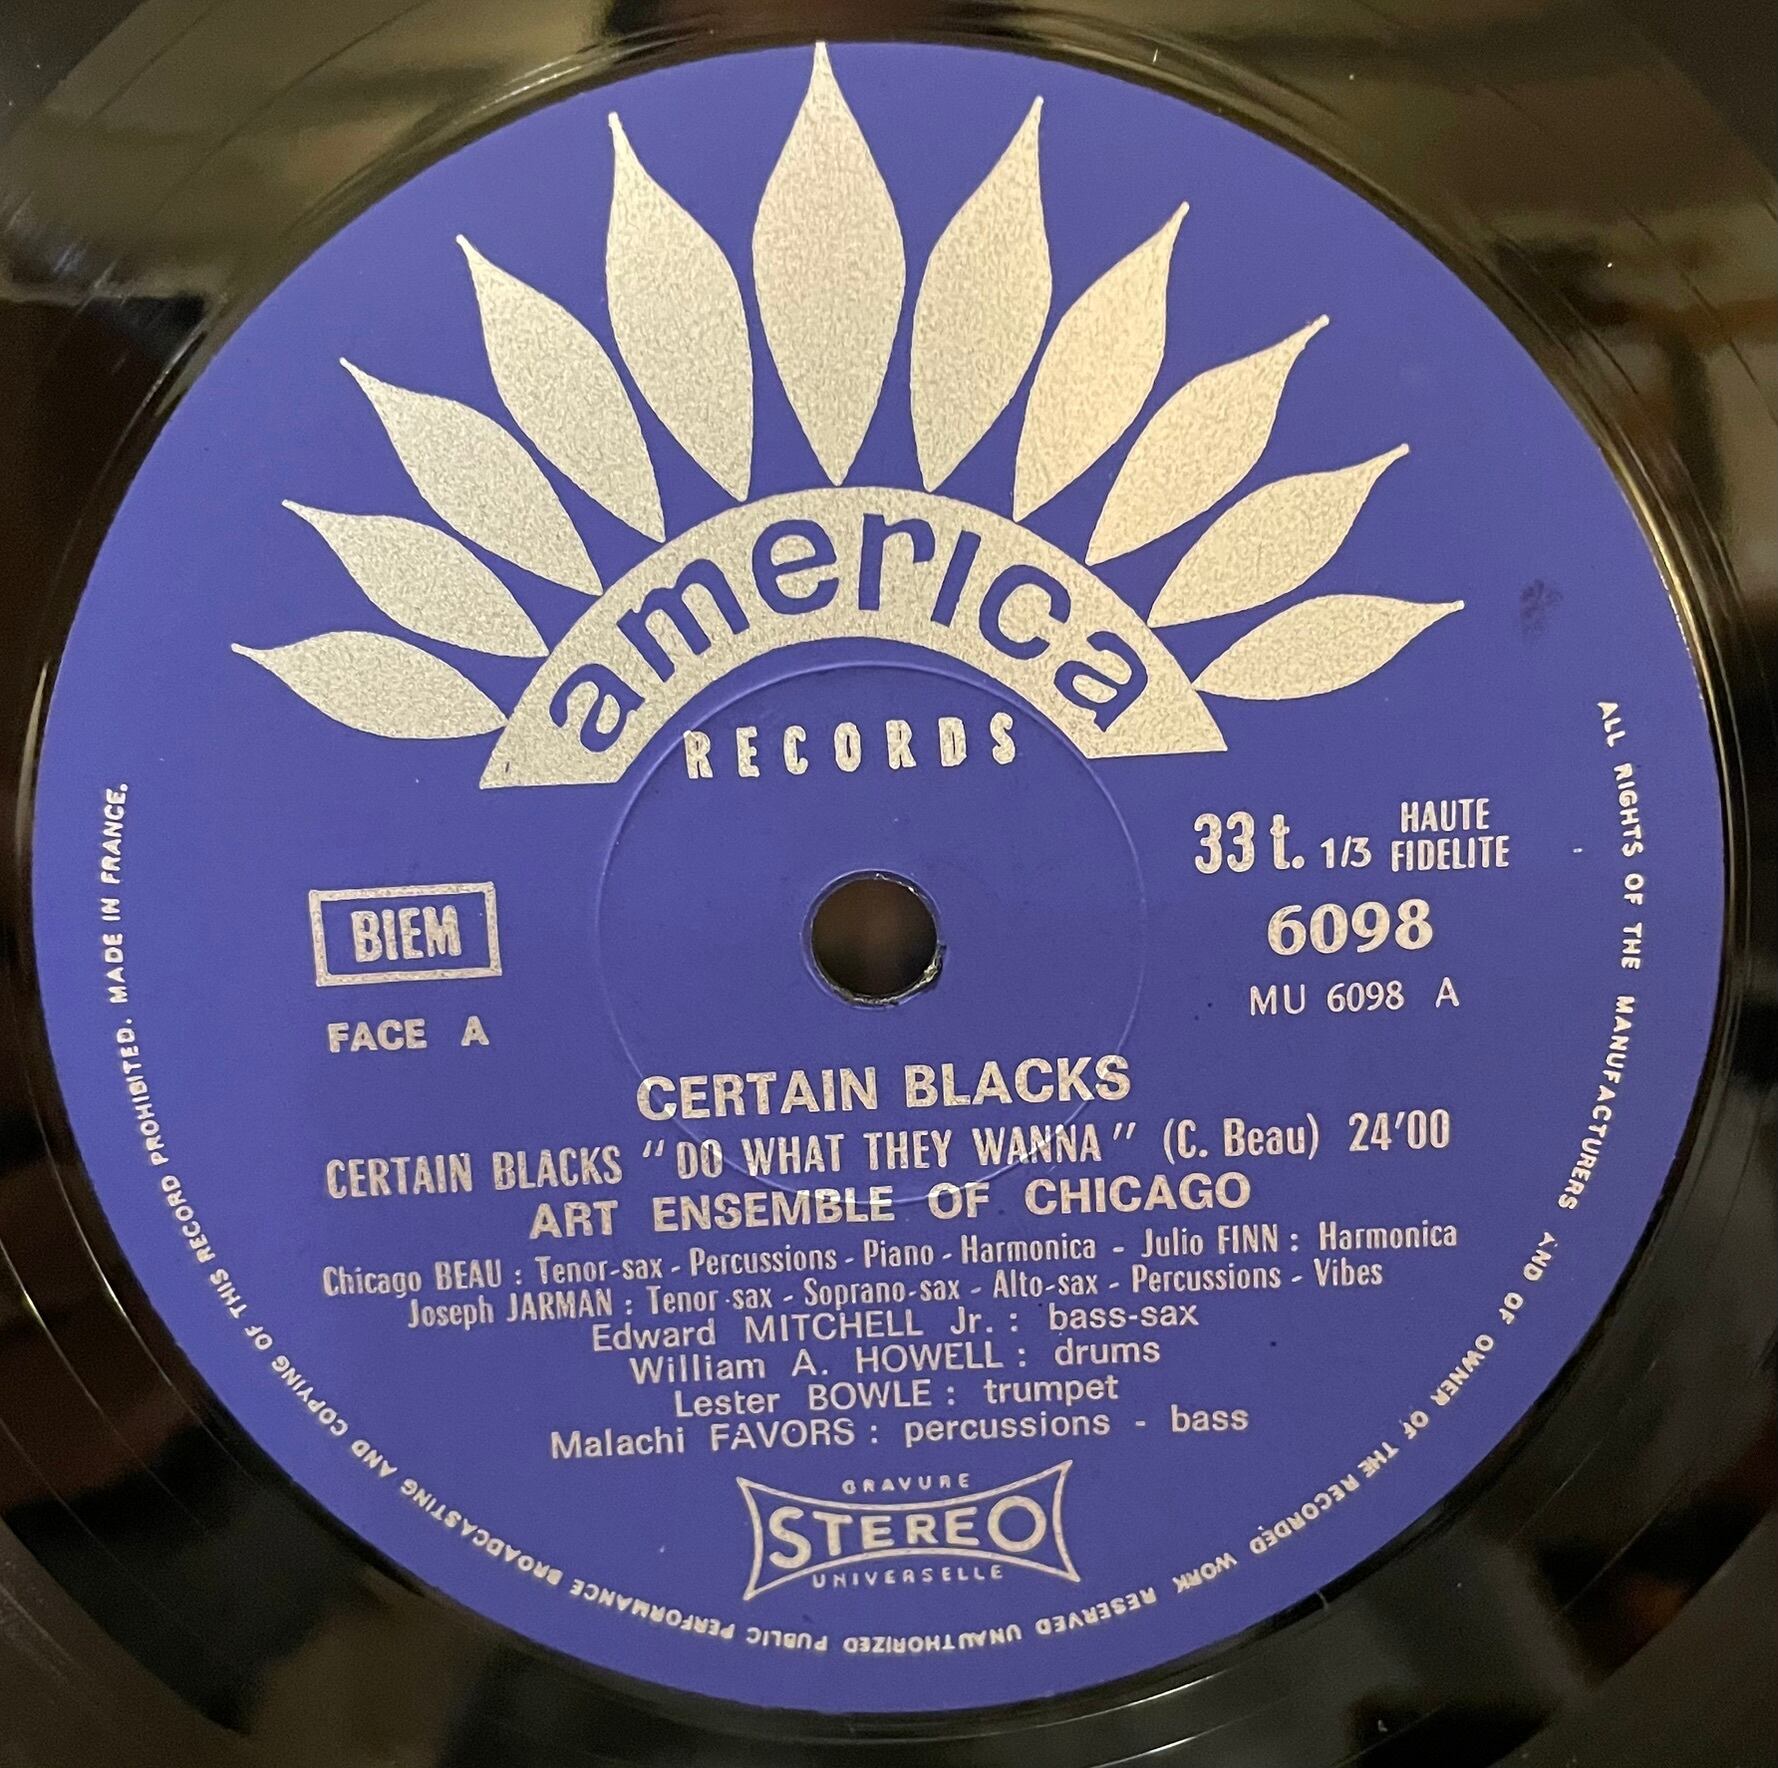 america
RECORDS
33 t. 1/3 HAUTE FIDELITE
BIEM
6098
MU 6098 A
FACE A
CERTAIN BLACKS
CERTAIN BLACKS "DO WHAT THEY WANNA" (C. Beau) 24'00
ART ENSEMBLE OF CHICAGO
Chicago BEAU : Tenor-sax - Percussions - Piano - Harmonica - Julio FINN : Harmonica
Joseph JARMAN : Tenor-sax - Soprano-sax - Alto-sax - Percussions - Vibes
Edward MITCHELL Jr. : bass-sax
William A. HOWELL : drums
Lester BOWLE : trumpet
Malachi FAVORS : percussions - bass
GRAVURE
STEREO
UNIVERSELLE
ALL RIGHTS OF THE MANUFACTURERS AND OF OWNER OF THE RECORDED WORK RESERVED UNAUTHORIZED PUBLIC PERFORMANCE BROADCASTING AND COPYING OF THIS RECORD PROHIBITED. MADE IN FRANCE.